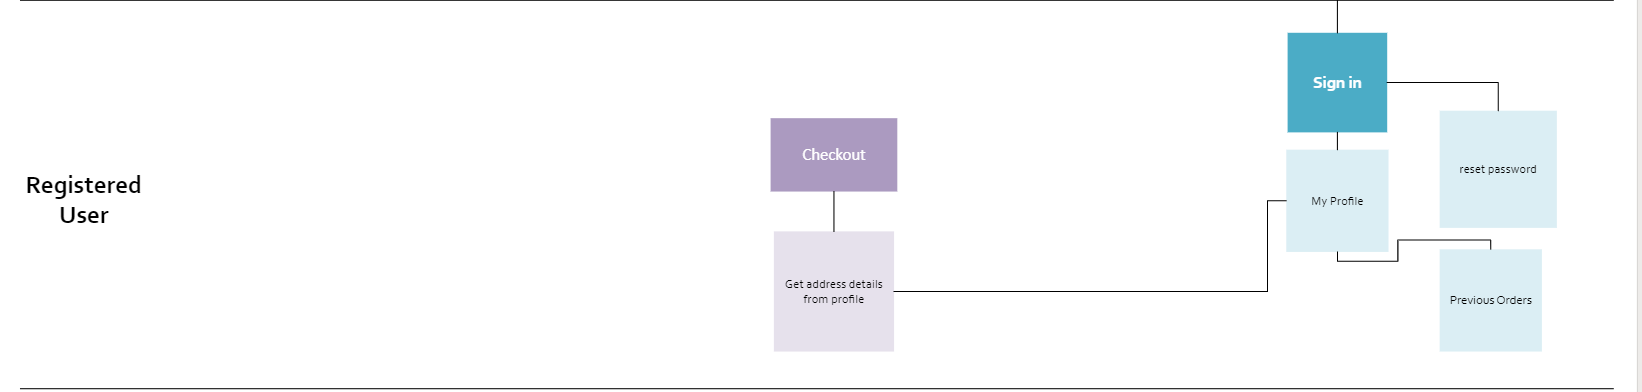 Registered
User
Checkout
Get address details
from profile
Sign in
My Profile
reset password
Previous Orders